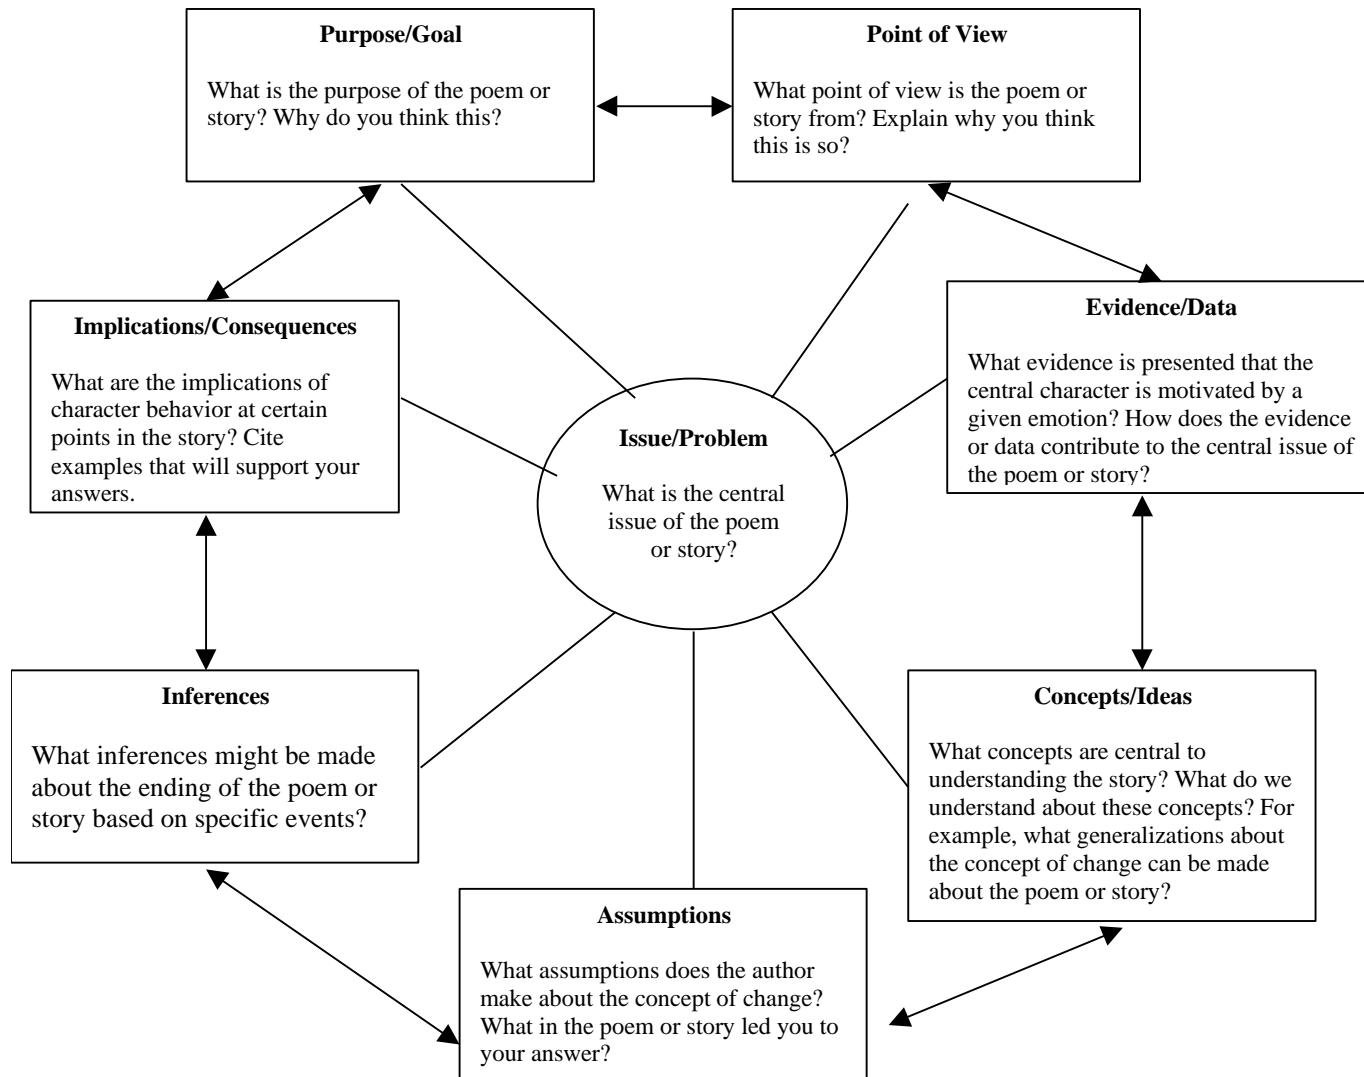 Purpose/Goal
What is the purpose of the poem or
story? Why do you think this?
Point of View
What point of view is the poem or
story from? Explain why you think
this is so?
Implications/Consequences
What are the implications of
character behavior at certain
points in the story? Cite
examples that will support your
answers.
Issue/Problem
What is the central
issue of the poem
or story?
Evidence/Data
What evidence is presented that the
central character is motivated by a
given emotion? How does the evidence
or data contribute to the central issue of
the poem or story?
Inferences
What inferences might be made
about the ending of the poem or
story based on specific events?
Concepts/Ideas
What concepts are central to
understanding the story? What do we
understand about these concepts? For
example, what generalizations about
the concept of change can be made
about the poem or story?
Assumptions
What assumptions does the author
make about the concept of change?
What in the poem or story led you to
your answer?